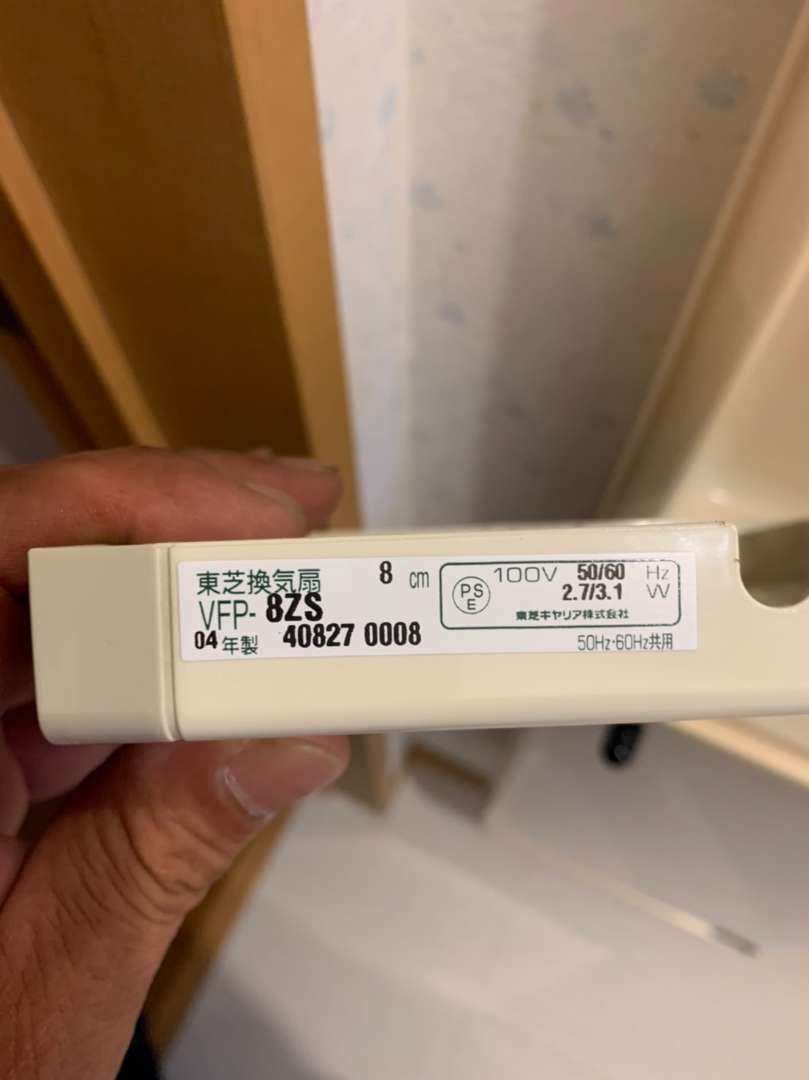 東芝換気扇 8 cm
VFP-8ZS
04年製 40827 0008
PSE 100V 50/60 Hz
2.7/3.1 W
東芝キヤリア株式会社
50Hz・60Hz共用